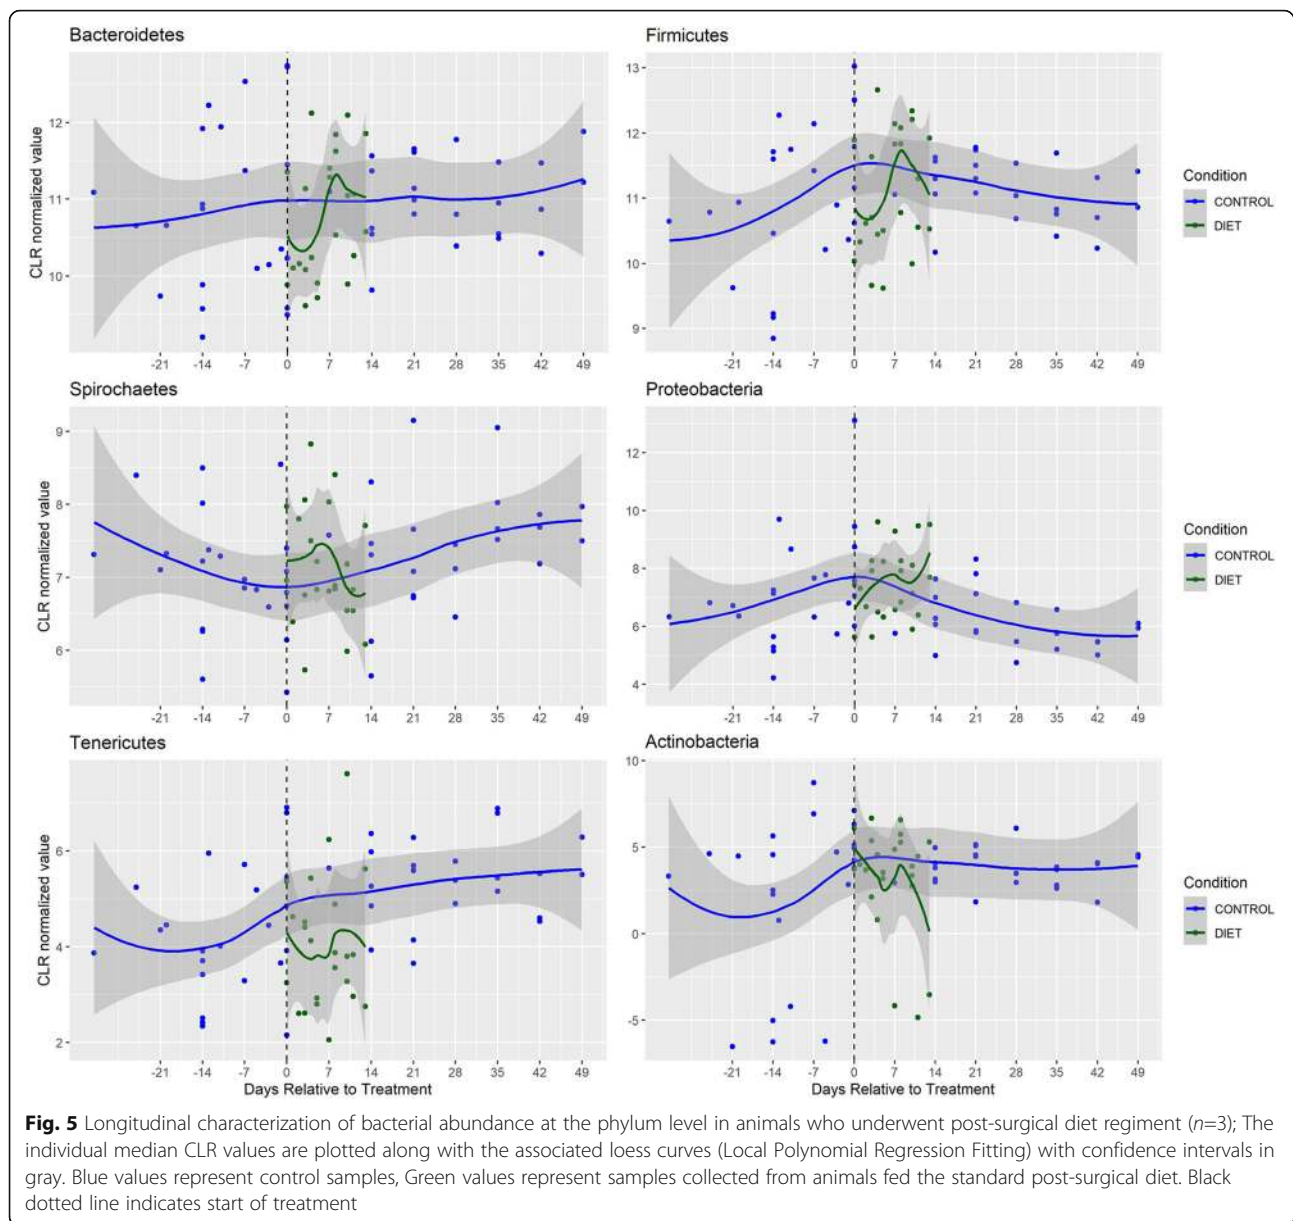 Bacteroidetes
Firmicutes
CLR normalized value
12
11
10
-21 -14 -7 0 7 14 21 28 35 42 49
13
12
11
10
9
-21 -14 -7 0 7 14 21 28 35 42 49
Condition
CONTROL
DIET
Spirochaetes
Proteobacteria
CLR normalized value
9
8
7
6
-21 -14 -7 0 7 14 21 28 35 42 49
12
10
8
6
4
-21 -14 -7 0 7 14 21 28 35 42 49
Condition
CONTROL
DIET
Tenericutes
Actinobacteria
CLR normalized value
6
4
2
-21 -14 -7 0 7 14 21 28 35 42 49
Days Relative to Treatment
10
5
0
-5
-21 -14 -7 0 7 14 21 28 35 42 49
Days Relative to Treatment
Condition
CONTROL
DIET
Fig. 5 Longitudinal characterization of bacterial abundance at the phylum level in animals who underwent post-surgical diet regiment (n=3); The
individual median CLR values are plotted along with the associated loess curves (Local Polynomial Regression Fitting) with confidence intervals in
gray. Blue values represent control samples, Green values represent samples collected from animals fed the standard post-surgical diet. Black
dotted line indicates start of treatment